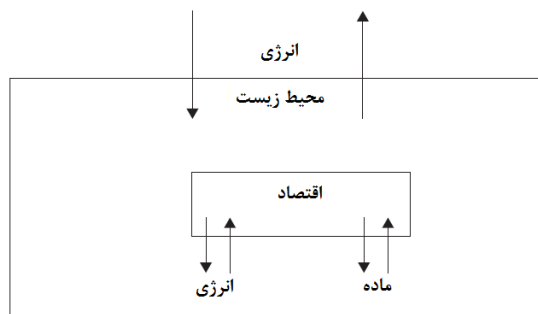 انرژی
محیط زیست
اقتصاد
ماده
انرژی